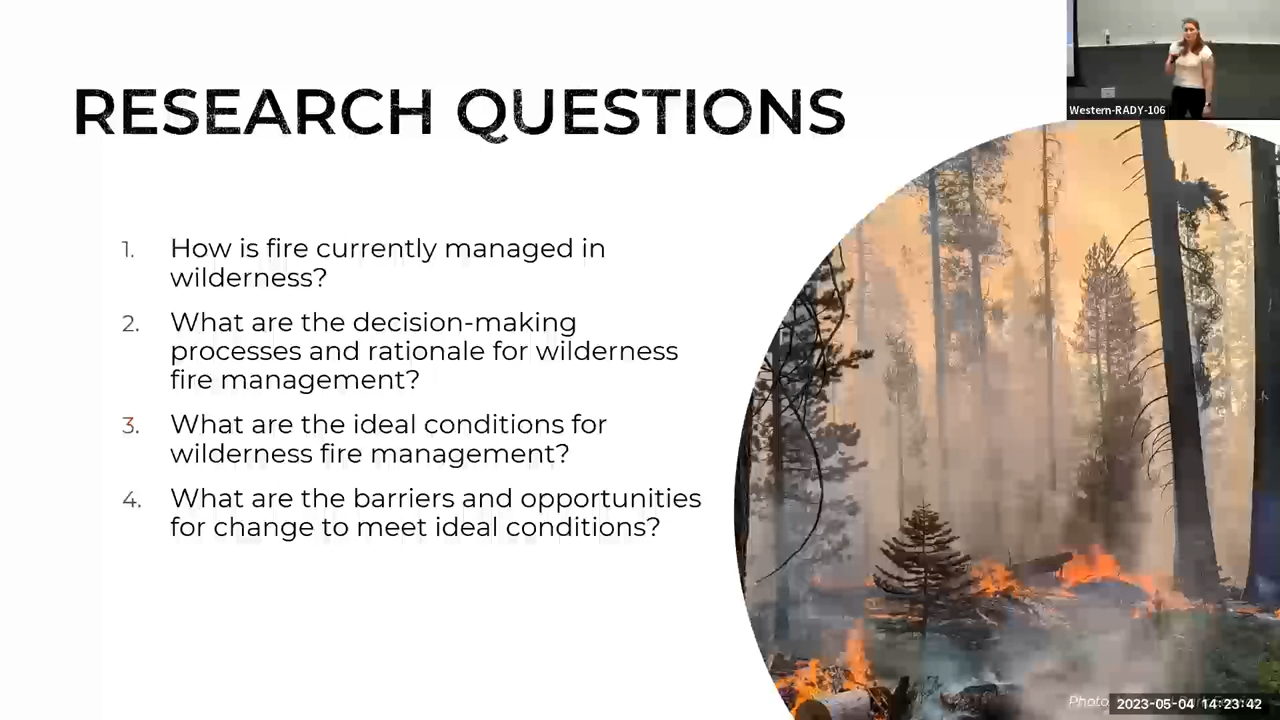 Western-RADY-106
RESEARCH QUESTIONS
1. How is fire currently managed in
wilderness?
2. What are the decision-making
processes and rationale for wilderness
fire management?
3. What are the ideal conditions for
wilderness fire management?
4. What are the barriers and opportunities
for change to meet ideal conditions?
Photo
2023-05-04 14:23:42